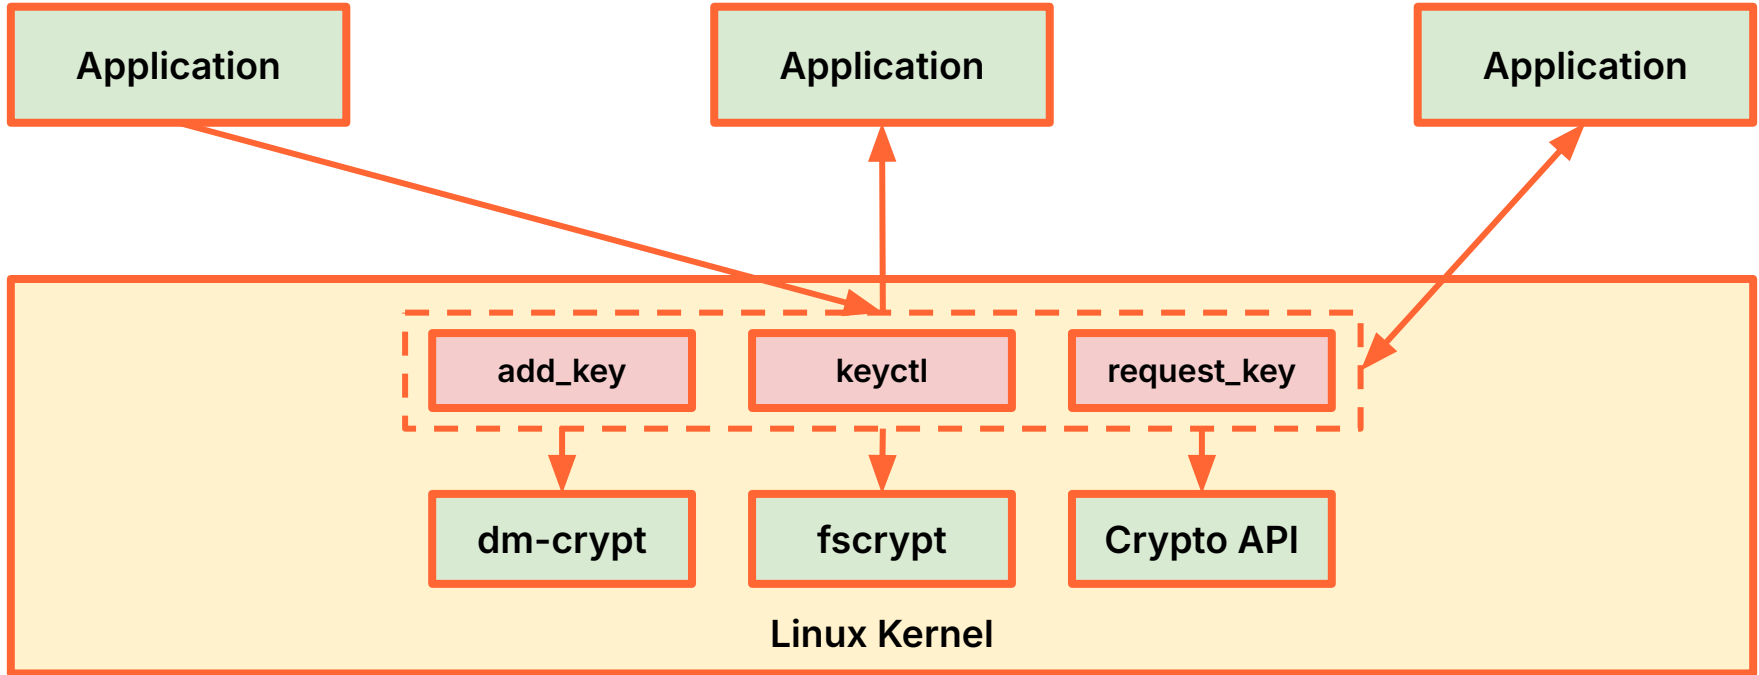 Application
Application
Application
add_key
keyctl
request_key
dm-crypt
fscrypt
Crypto API
Linux Kernel